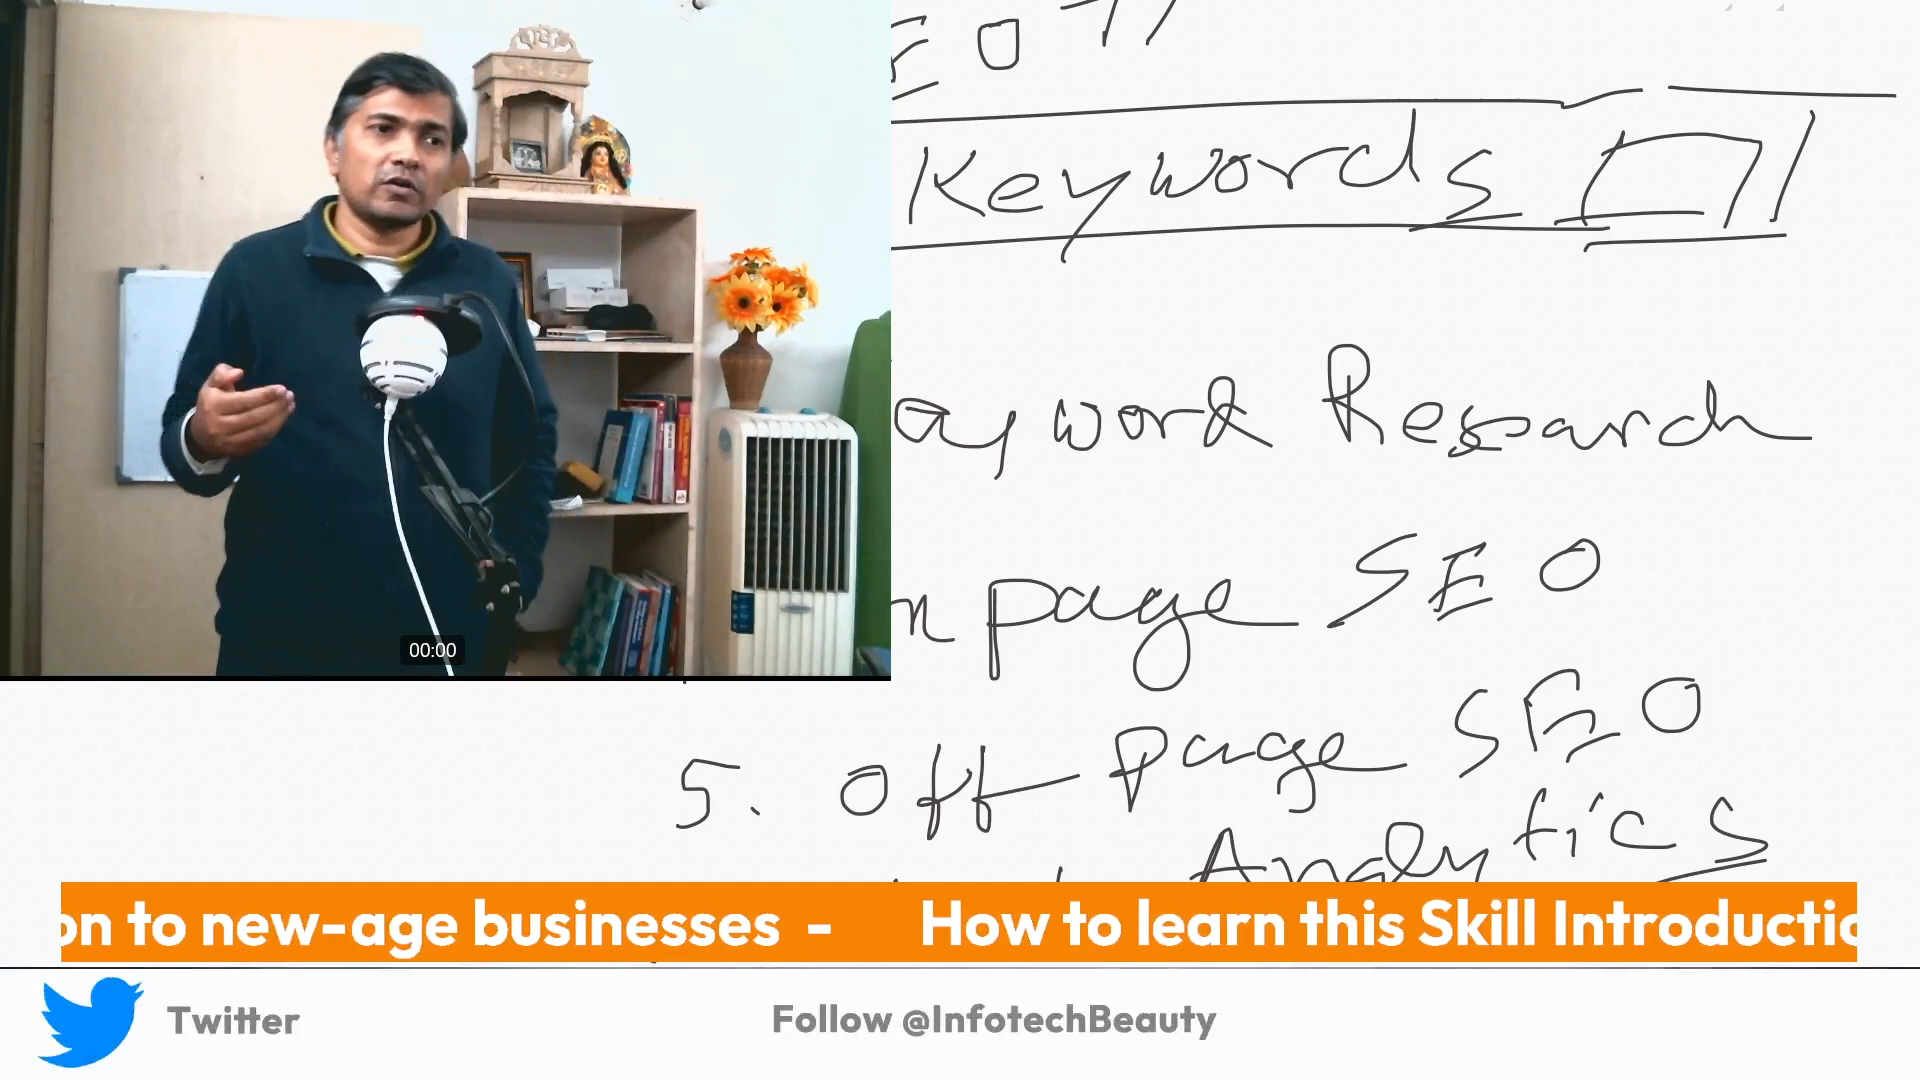 EO
Keywords
Keyword Research
n page SEO
5. Off page SEO
Analytics
00:00
on to new-age businesses - How to learn this Skill Introductio
Twitter
Follow @InfotechBeauty